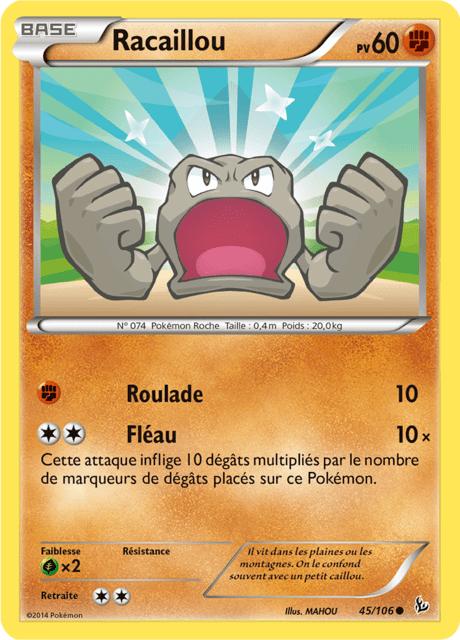 BASE
Racaillou
PV60
Nº 074 Pokémon Roche Taille : 0,4m Poids : 20,0kg
Roulade 10
Fléau 10×
Cette attaque inflige 10 dégâts multipliés par le nombre
de marqueurs de dégâts placés sur ce Pokémon.
Faiblesse Résistance
×2
Il vit dans les plaines ou les
montagnes. On le confond
souvent avec un petit caillou.
Retraite
©2014 Pokémon
Illus. MAHOU 45/106